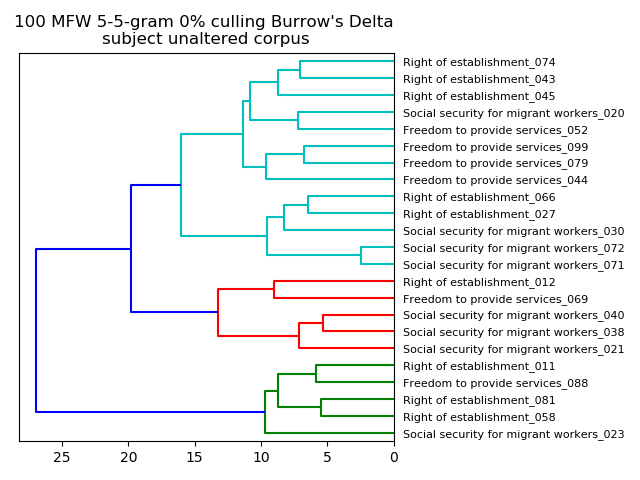 100 MFW 5-5-gram 0% culling Burrow's Delta
subject unaltered corpus
Right of establishment_074
Right of establishment_043
Right of establishment_045
Social security for migrant workers_020
Freedom to provide services_052
Freedom to provide services_099
Freedom to provide services_079
Freedom to provide services_044
Right of establishment_066
Right of establishment_027
Social security for migrant workers_030
Social security for migrant workers_072
Social security for migrant workers_071
Right of establishment_012
Freedom to provide services_069
Social security for migrant workers_040
Social security for migrant workers_038
Social security for migrant workers_021
Right of establishment_011
Freedom to provide services_088
Right of establishment_081
Right of establishment_058
Social security for migrant workers_023
25 20 15 10 5 0